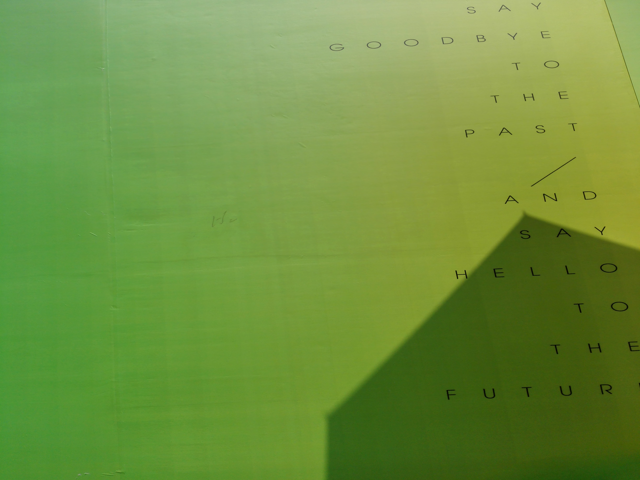 SAY
GOODBYE
TO
THE
PAST
/
AND
SAY
HELLO
TO
THE
FUTUR